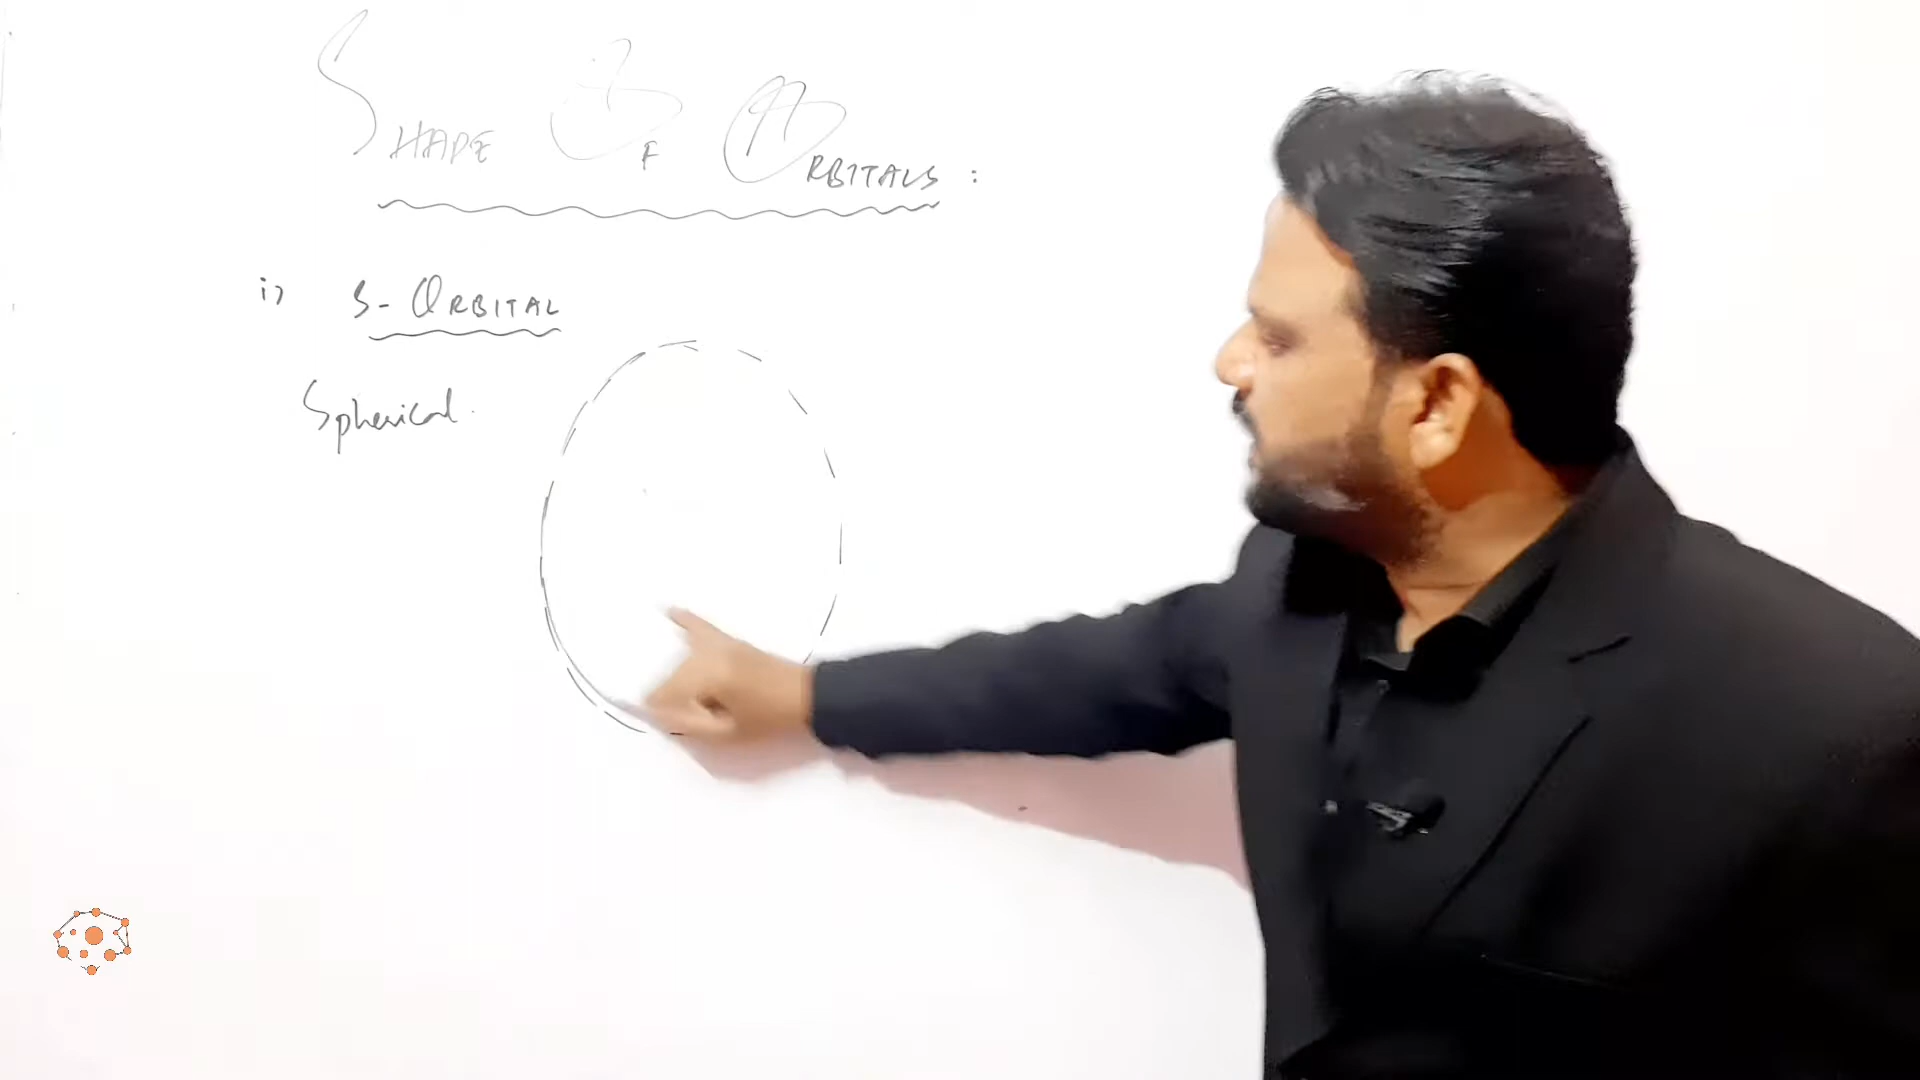 SHAPE OF ORBITALS :
i) S- ORBITAL
Spherical.